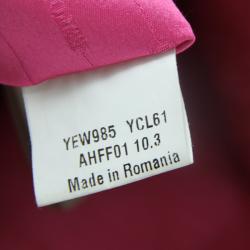 YEW985 YCL61
AHFF01 10.3
Made in Romania